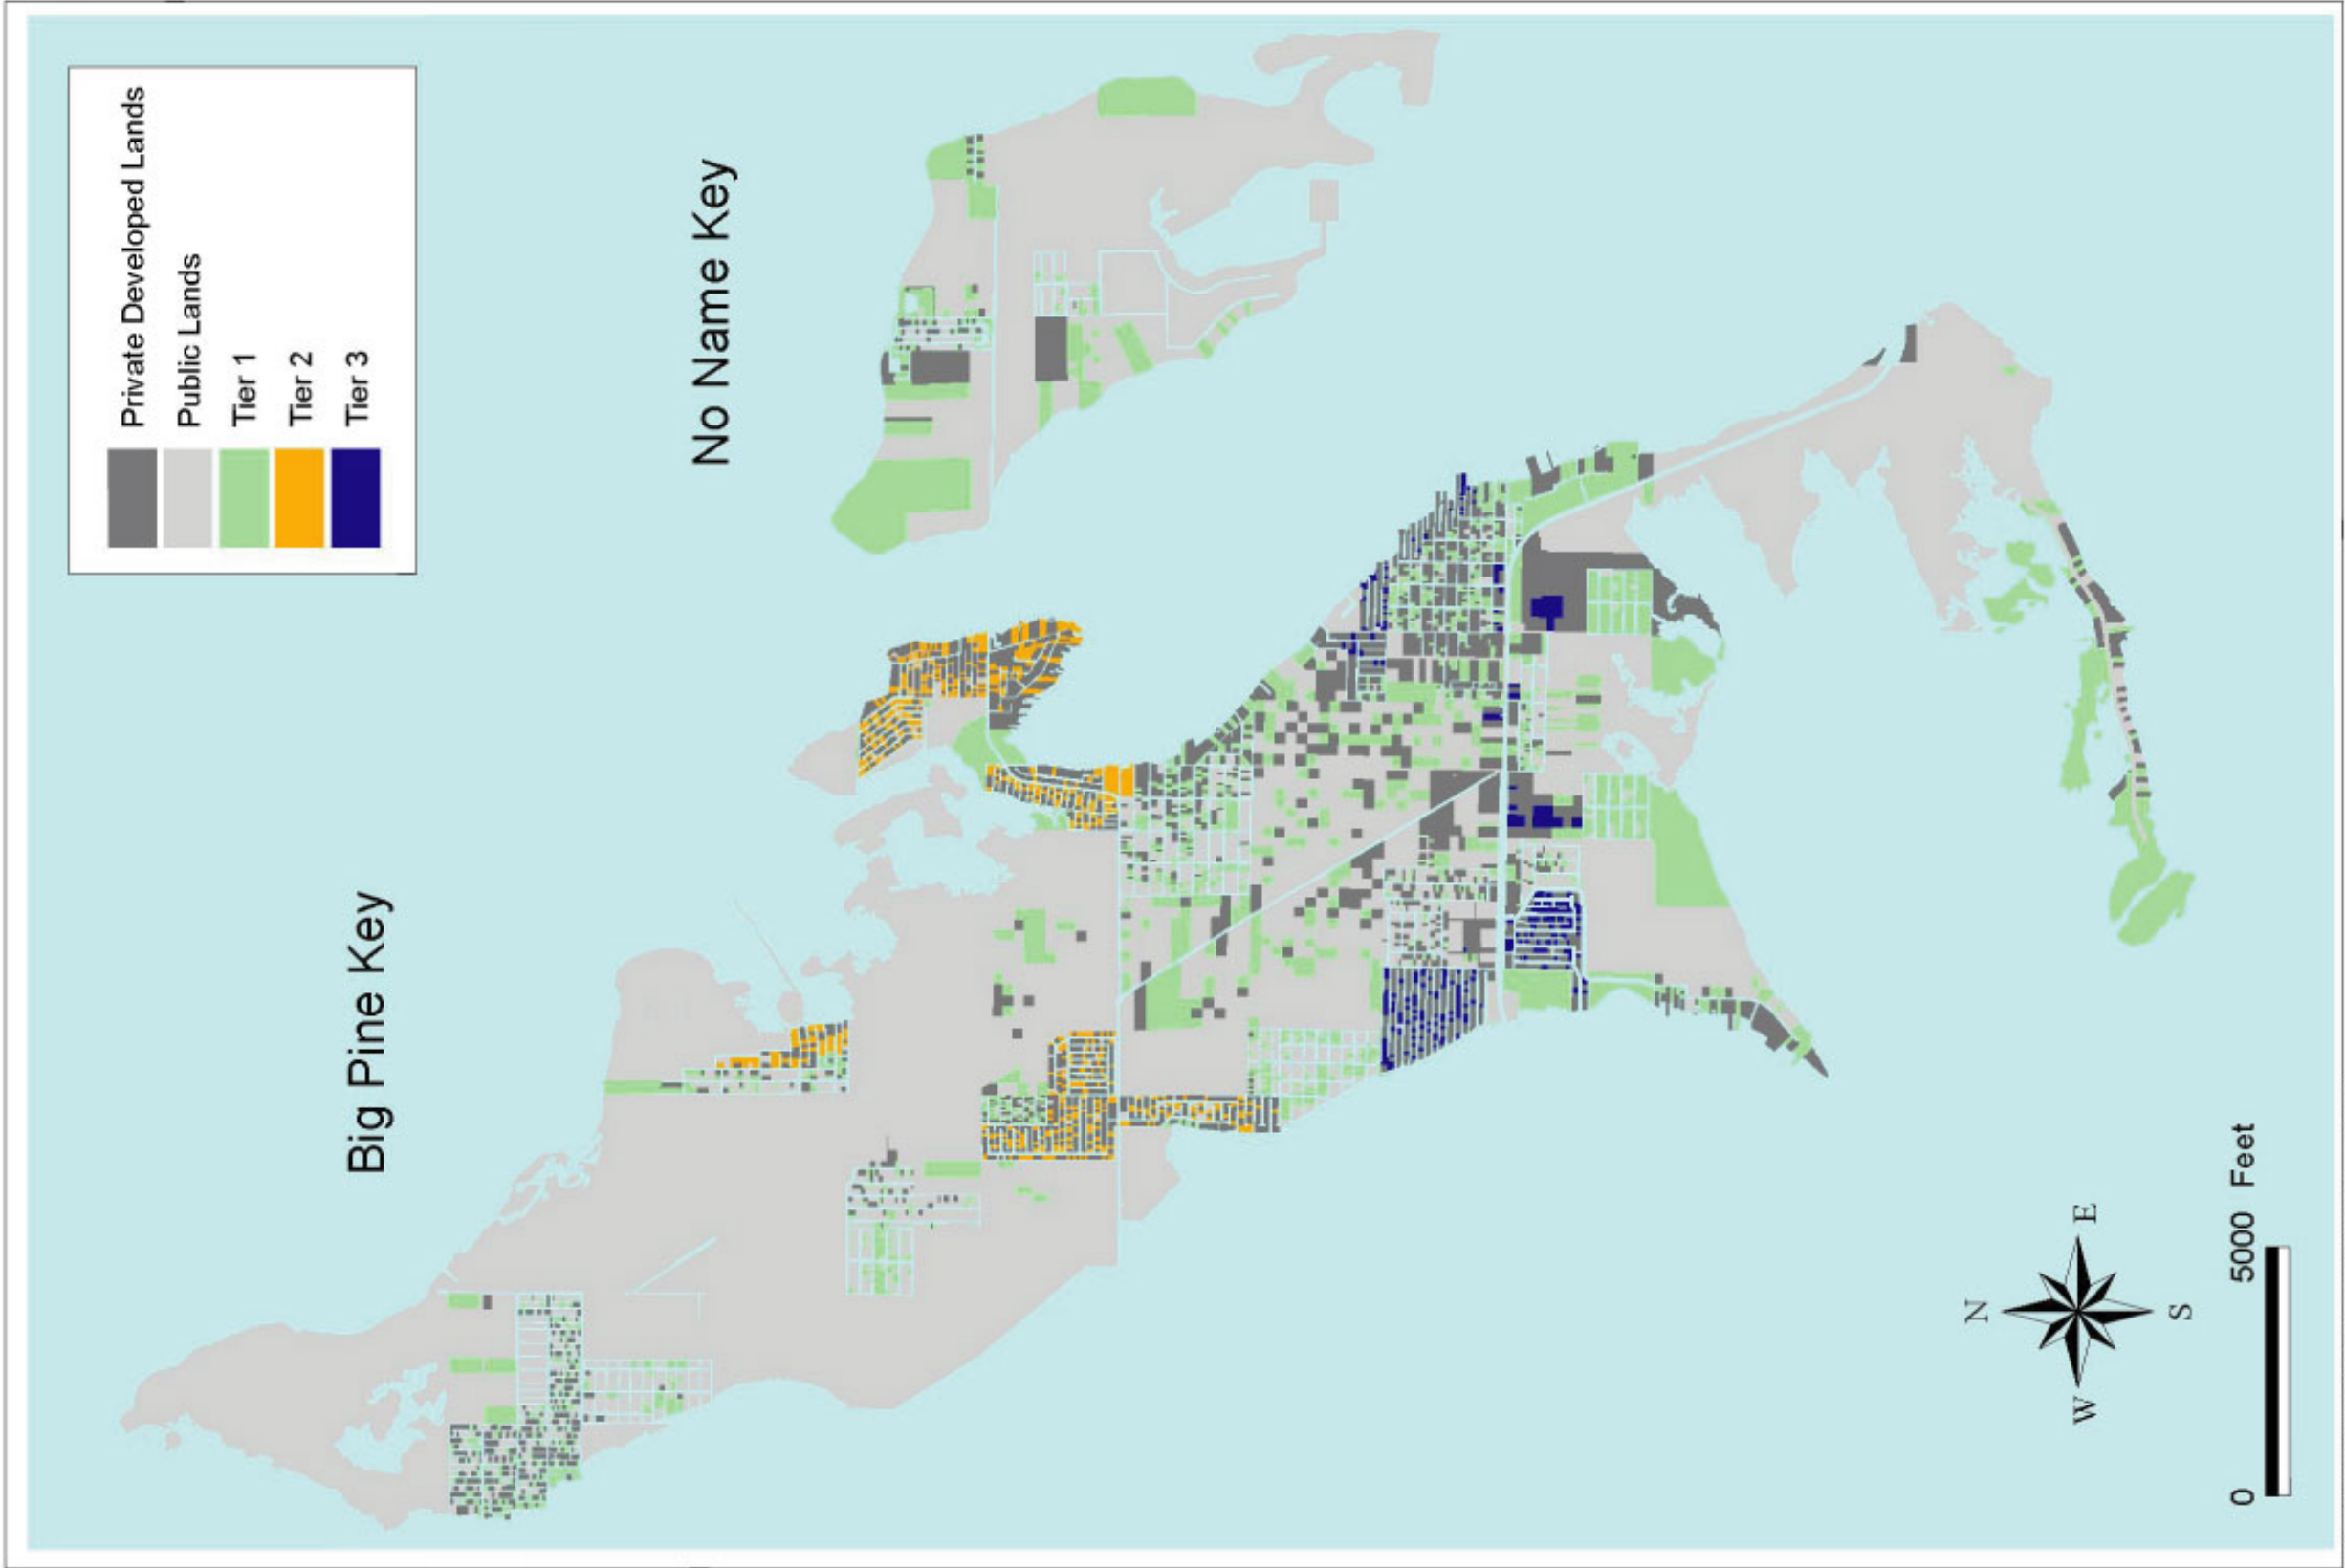 Private Developed Lands
Public Lands
Tier 1
Tier 2
Tier 3
No Name Key
Big Pine Key
N
W
E
S
0
5000 Feet